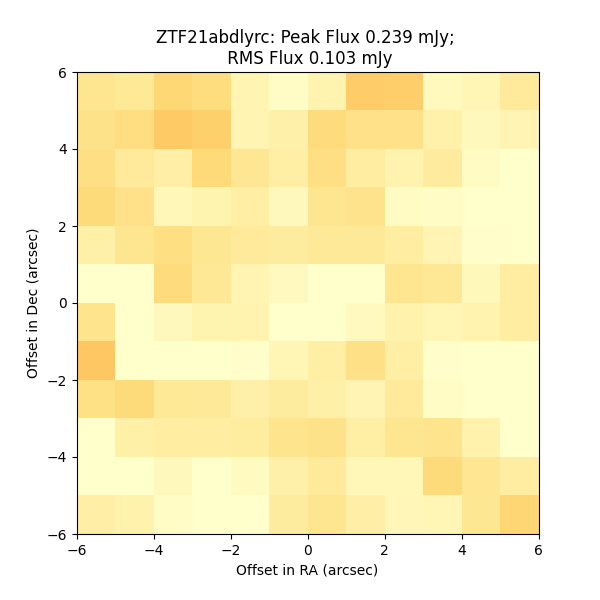 ZTF21abdlyrc: Peak Flux 0.239 mJy;
RMS Flux 0.103 mJy
6
4
2
0
−2
−4
−6
Offset in Dec (arcsec)
−6 −4 −2 0 2 4 6
Offset in RA (arcsec)